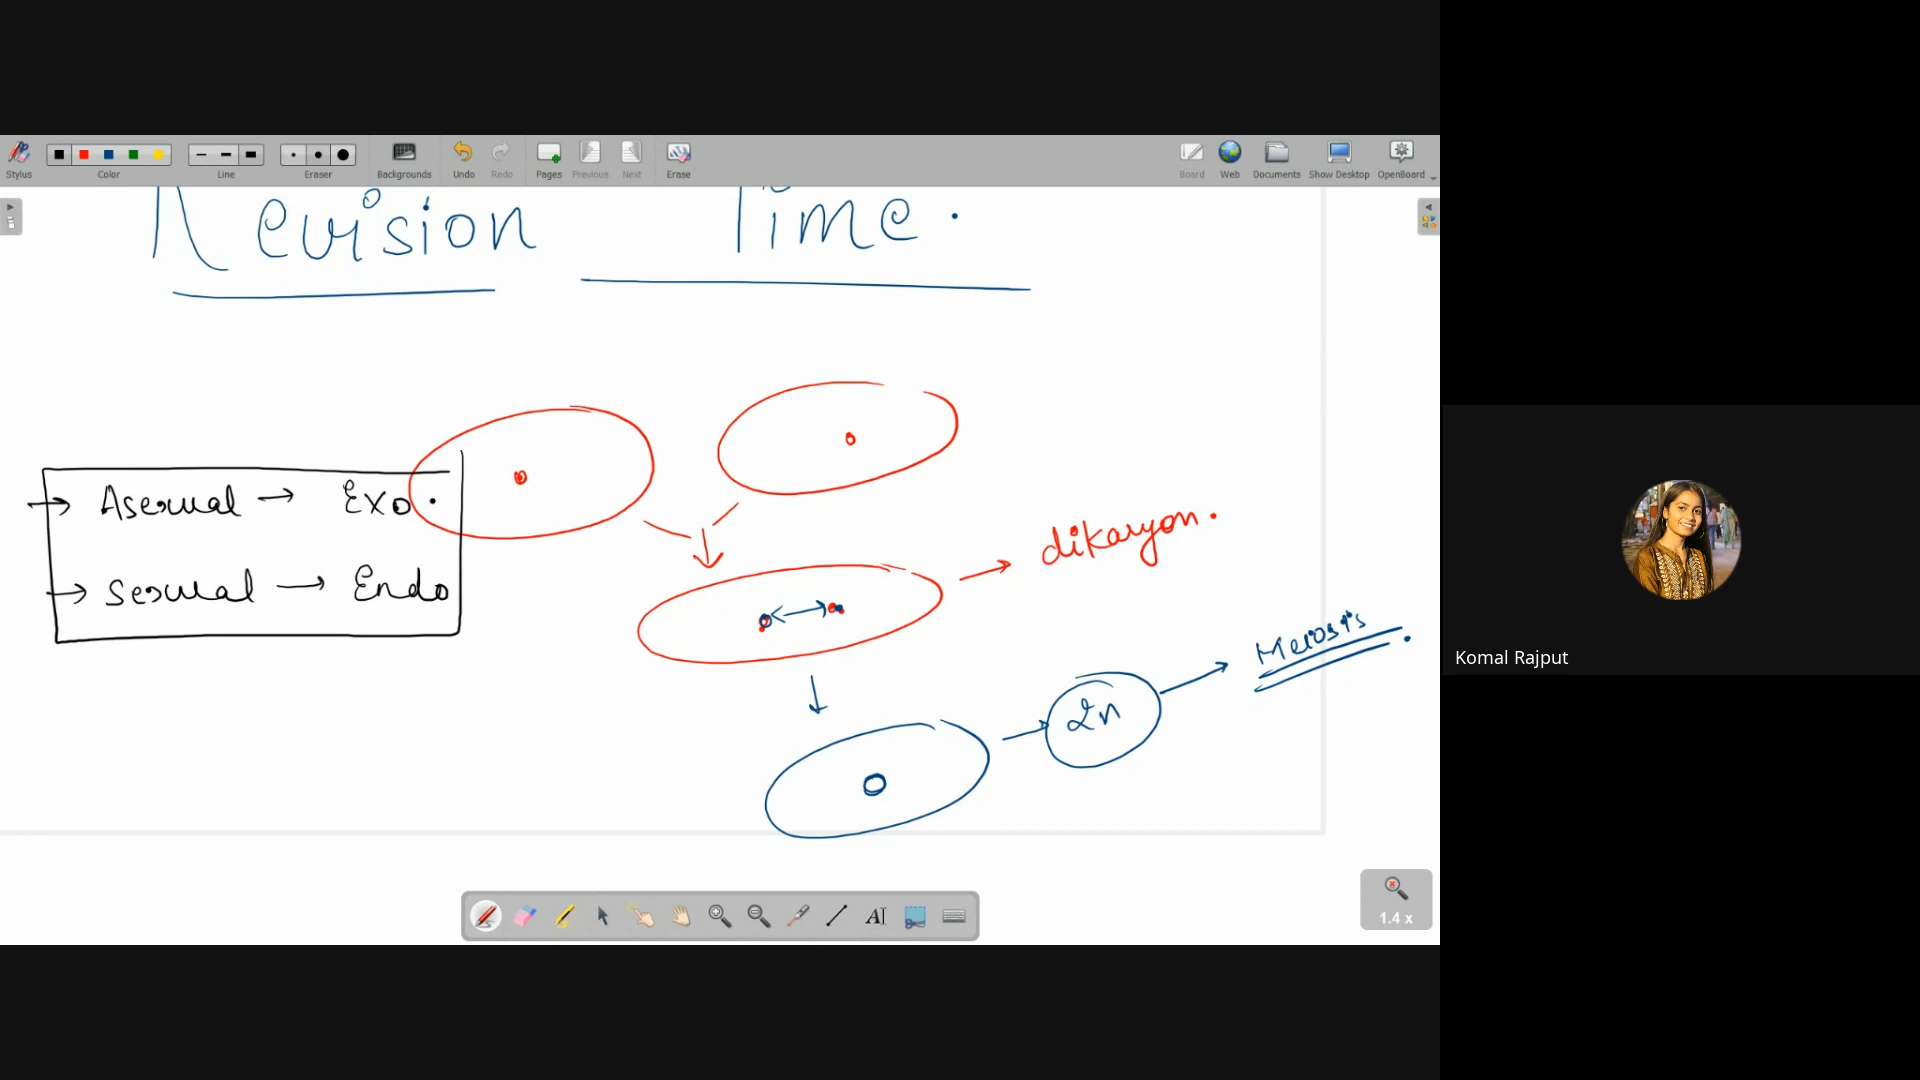 Stylus Color Line Eraser Backgrounds Undo Redo Pages Previous Next Erase Board Web Documents Show Desktop OpenBoard
Revision Time.
→ Asexual → Exo.
→ Sexual → Endo
→ dikaryon.
→ 2n → Meiosis.
Komal Rajput
AI
1.4 x